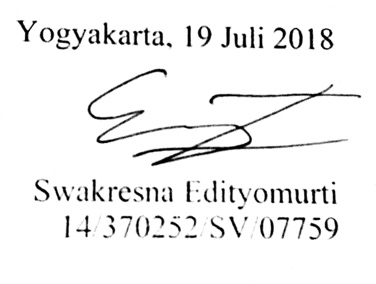 Yogyakarta, 19 Juli 2018
Swakresna Edityomurti
14/370252/SV/07759